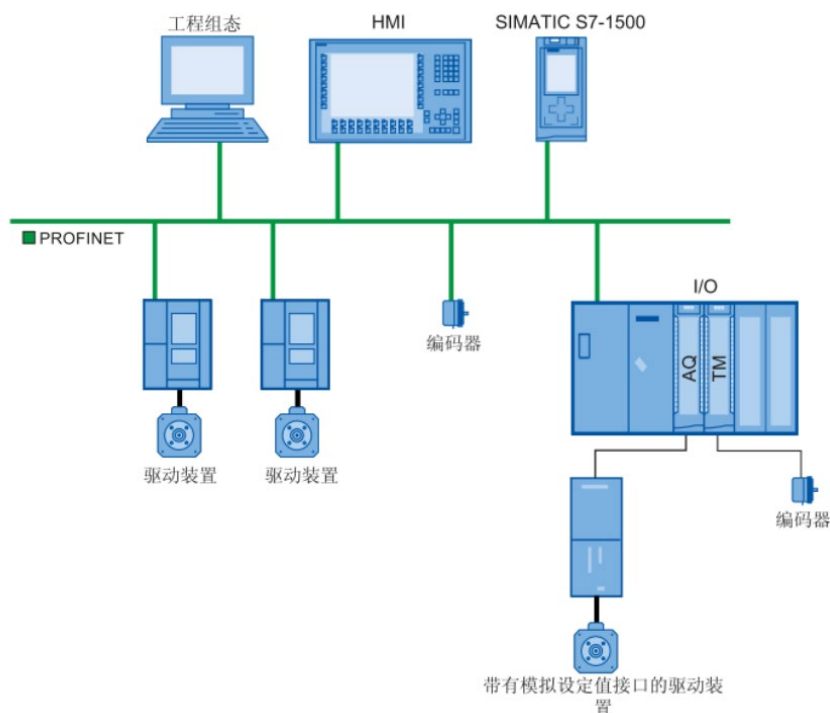 工程组态
HMI
SIMATIC S7-1500
PROFINET
I/O
编码器
AQ
TM
驱动装置
驱动装置
编码器
带有模拟设定值接口的驱动装
置